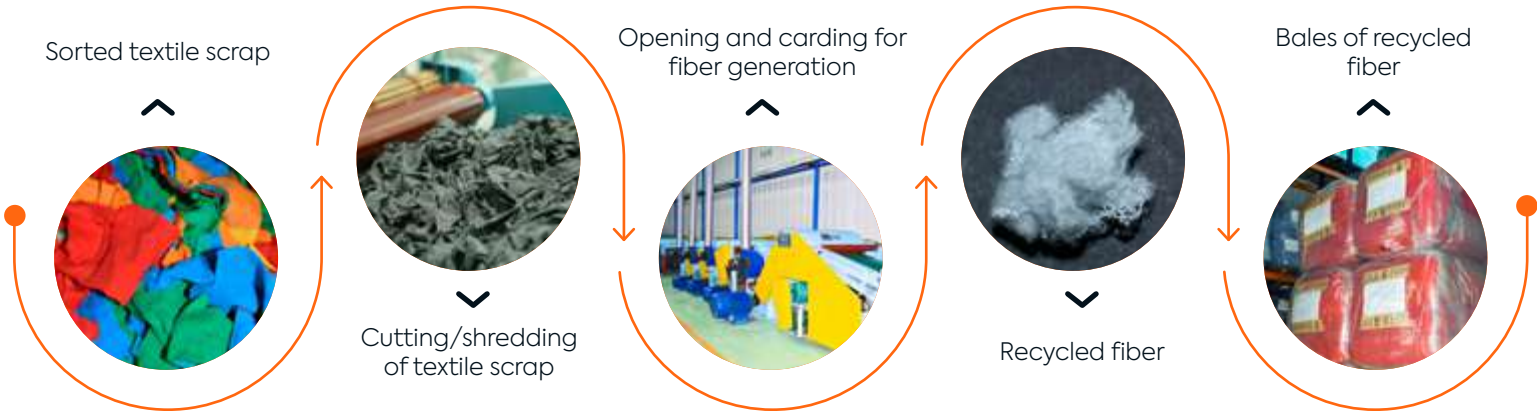 Sorted textile scrap
Cutting/shredding
of textile scrap
Opening and carding for
fiber generation
Recycled fiber
Bales of recycled
fiber